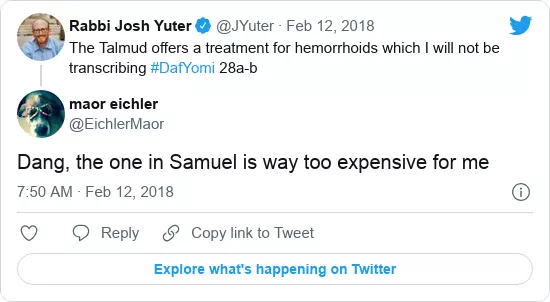 Rabbi Josh Yuter @JYuter · Feb 12, 2018
The Talmud offers a treatment for hemorrhoids which I will not be
transcribing #DafYomi 28a-b
maor eichler
@EichlerMaor
Dang, the one in Samuel is way too expensive for me
7:50 AM · Feb 12, 2018
Reply Copy link to Tweet
Explore what's happening on Twitter